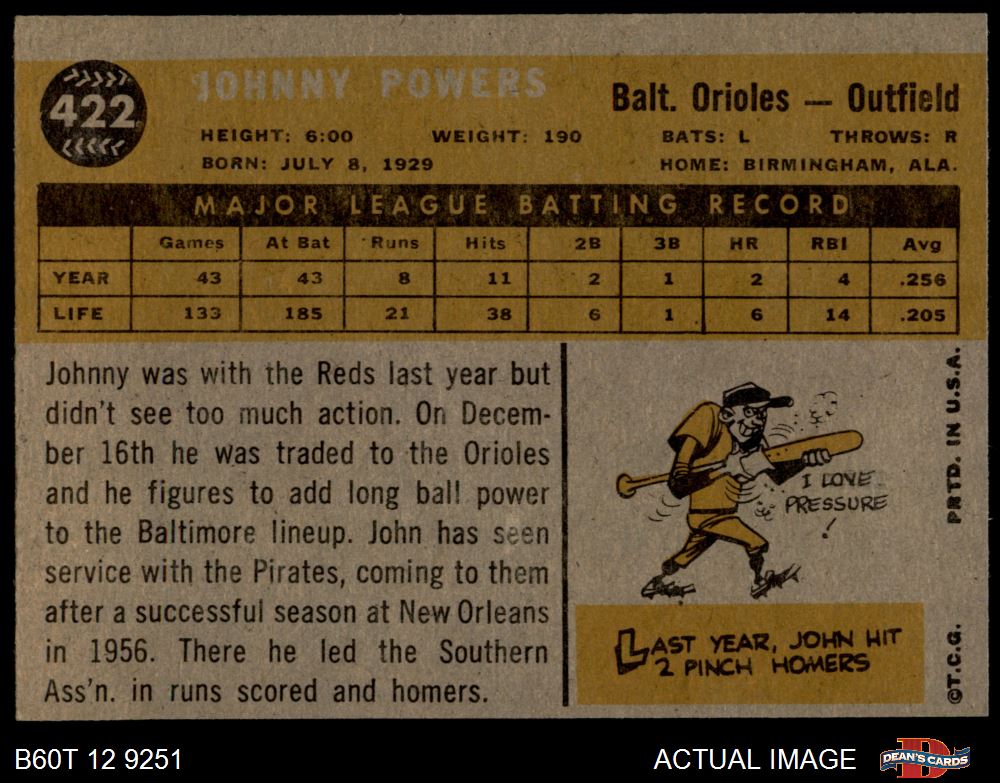 422
JOHNNY POWERS
Balt. Orioles — Outfield
HEIGHT: 6:00 WEIGHT: 190 BATS: L THROWS: R
BORN: JULY 8, 1929 HOME: BIRMINGHAM, ALA.
MAJOR LEAGUE BATTING RECORD
Games At Bat Runs Hits 2B 3B HR RBI Avg
YEAR 43 43 8 11 2 1 2 4 .256
LIFE 133 185 21 38 6 1 6 14 .205
Johnny was with the Reds last year but
didn't see too much action. On Decem-
ber 16th he was traded to the Orioles
and he figures to add long ball power
to the Baltimore lineup. John has seen
service with the Pirates, coming to them
after a successful season at New Orleans
in 1956. There he led the Southern
Ass'n. in runs scored and homers.
I LOVE
PRESSURE
!
LAST YEAR, JOHN HIT
2 PINCH HOMERS
©T.C.G. PRTD. IN U.S.A.
B60T 12 9251
ACTUAL IMAGE
DEAN'S CARDS